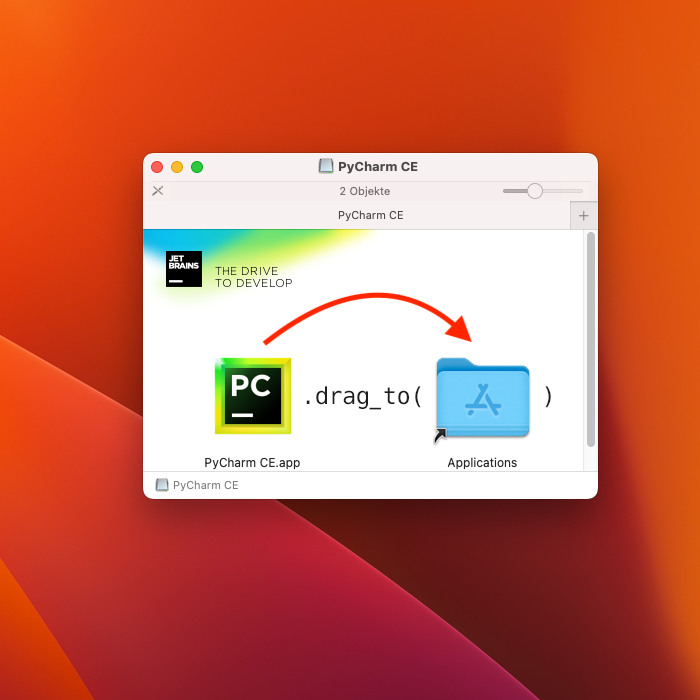 PyCharm CE
2 Objekte
PyCharm CE
+
JET
BRAINS
THE DRIVE
TO DEVELOP
PC .drag_to( )
PyCharm CE.app Applications
PyCharm CE